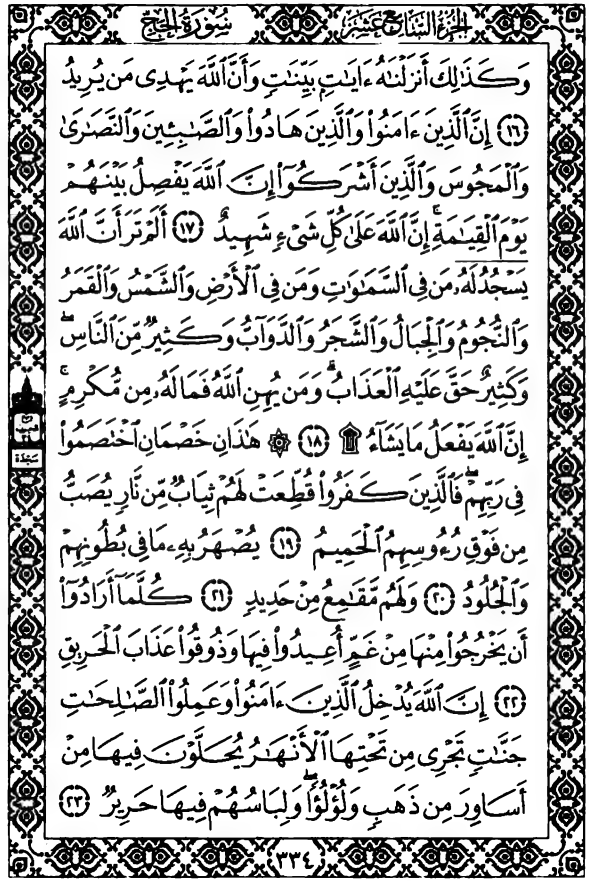 الجزء السابع عشر سورة الحج
وَكَذَٰلِكَ أَنزَلْنَٰهُ ءَايَٰتٍۭ بَيِّنَٰتٍ وَأَنَّ ٱللَّهَ يَهْدِى مَن يُرِيدُ
١٦ إِنَّ ٱلَّذِينَ ءَامَنُوا۟ وَٱلَّذِينَ هَادُوا۟ وَٱلصَّٰبِـِٔينَ وَٱلنَّصَٰرَىٰ
وَٱلْمَجُوسَ وَٱلَّذِينَ أَشْرَكُوٓا۟ إِنَّ ٱللَّهَ يَفْصِلُ بَيْنَهُمْ
يَوْمَ ٱلْقِيَٰمَةِ ۚ إِنَّ ٱللَّهَ عَلَىٰ كُلِّ شَىْءٍ شَهِيدٌ ١٧ أَلَمْ تَرَ أَنَّ ٱللَّهَ
يَسْجُدُ لَهُۥ مَن فِى ٱلسَّمَٰوَٰتِ وَمَن فِى ٱلْأَرْضِ وَٱلشَّمْسُ وَٱلْقَمَرُ
وَٱلنُّجُومُ وَٱلْجِبَالُ وَٱلشَّجَرُ وَٱلدَّوَآبُّ وَكَثِيرٌ مِّنَ ٱلنَّاسِ ۖ
وَكَثِيرٌ حَقَّ عَلَيْهِ ٱلْعَذَابُ ۗ وَمَن يُهِنِ ٱللَّهُ فَمَا لَهُۥ مِن مُّكْرِمٍ ۚ
إِنَّ ٱللَّهَ يَفْعَلُ مَا يَشَآءُ ۩ ١٨ ۞ هَٰذَانِ خَصْمَانِ ٱخْتَصَمُوا۟
فِى رَبِّهِمْ ۖ فَٱلَّذِينَ كَفَرُوا۟ قُطِّعَتْ لَهُمْ ثِيَابٌ مِّن نَّارٍ يُصَبُّ
مِن فَوْقِ رُءُوسِهِمُ ٱلْحَمِيمُ ١٩ يُصْهَرُ بِهِۦ مَا فِى بُطُونِهِمْ
وَٱلْجُلُودُ ٢٠ وَلَهُم مَّقَٰمِعُ مِنْ حَدِيدٍ ٢١ كُلَّمَآ أَرَادُوٓا۟
أَن يَخْرُجُوا۟ مِنْهَا مِنْ غَمٍّ أُعِيدُوا۟ فِيهَا وَذُوقُوا۟ عَذَابَ ٱلْحَرِيقِ
٢٢ إِنَّ ٱللَّهَ يُدْخِلُ ٱلَّذِينَ ءَامَنُوا۟ وَعَمِلُوا۟ ٱلصَّٰلِحَٰتِ
جَنَّٰتٍ تَجْرِى مِن تَحْتِهَا ٱلْأَنْهَٰرُ يُحَلَّوْنَ فِيهَا مِنْ
أَسَاوِرَ مِن ذَهَبٍ وَلُؤْلُؤًا ۖ وَلِبَاسُهُمْ فِيهَا حَرِيرٌ ٢٣
سجدة
٣٣٤